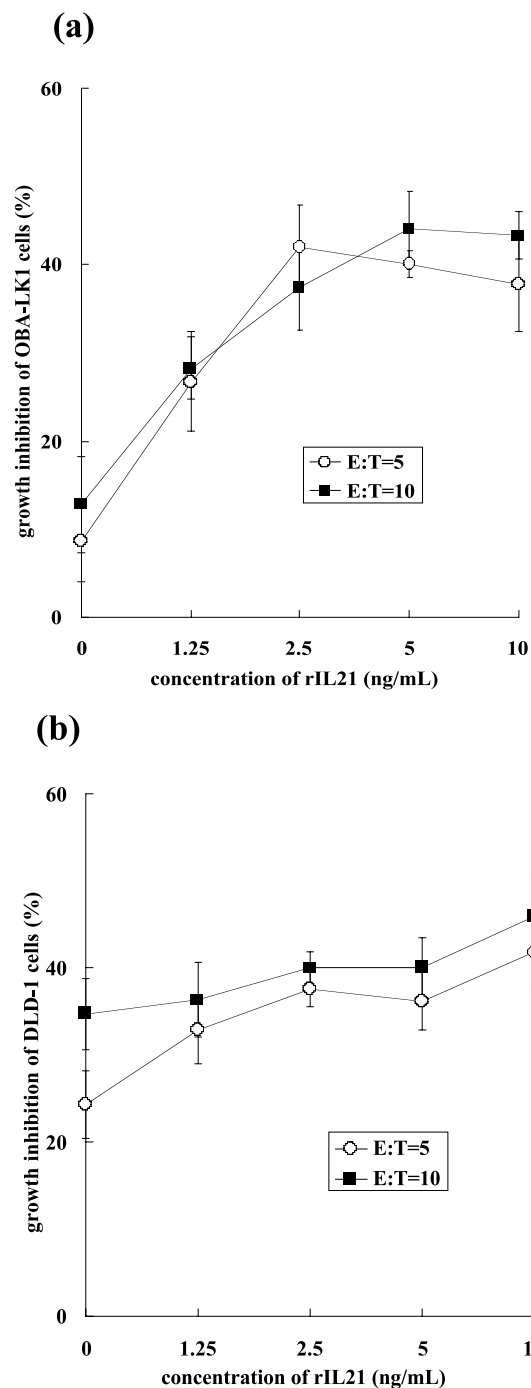 (a)
60
40
20
0
growth inhibition of OBA-LK1 cells (%)
E:T=5
E:T=10
0 1.25 2.5 5 10
concentration of rIL21 (ng/mL)
(b)
60
40
20
0
growth inhibition of DLD-1 cells (%)
E:T=5
E:T=10
0 1.25 2.5 5 1
concentration of rIL21 (ng/mL)